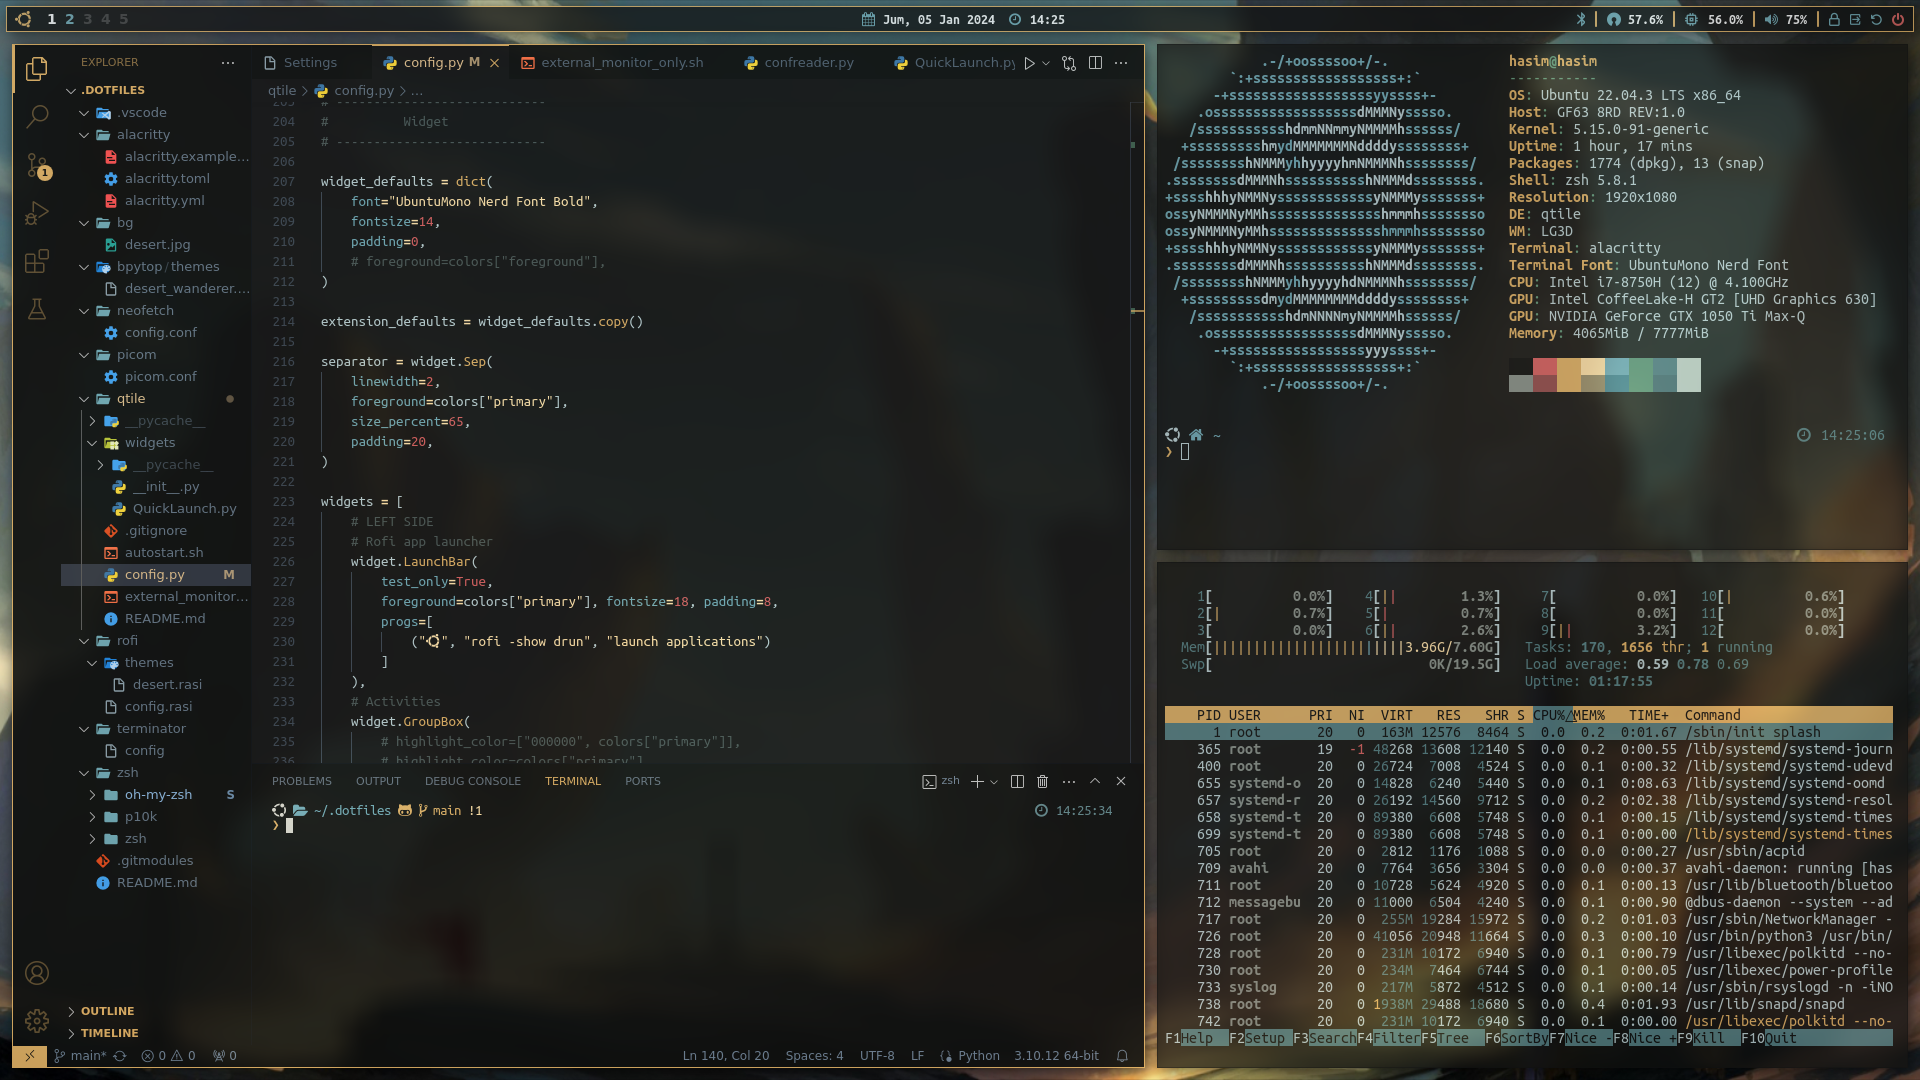 1 2 3 4 5
Jum, 05 Jan 2024 14:25
57.6% 56.0% 75%
EXPLORER
.DOTFILES
.vscode
alacritty
alacritty.example...
alacritty.toml
alacritty.yml
bg
desert.jpg
bpytop/themes
desert_wanderer....
neofetch
config.conf
picom
picom.conf
qtile
__pycache__
widgets
__pycache__
__init__.py
QuickLaunch.py
.gitignore
autostart.sh
config.py M
external_monitor...
README.md
rofi
themes
desert.rasi
config.rasi
terminator
config
zsh
oh-my-zsh S
p10k
zsh
.gitmodules
README.md
OUTLINE
TIMELINE
1
Settings config.py M external_monitor_only.sh confreader.py QuickLaunch.py
qtile > config.py > ...
203 # ----------------------------
204 # Widget
205 # ----------------------------
206
207 widget_defaults = dict(
208 font="UbuntuMono Nerd Font Bold",
209 fontsize=14,
210 padding=0,
211 # foreground=colors["foreground"],
212 )
213
214 extension_defaults = widget_defaults.copy()
215
216 separator = widget.Sep(
217 linewidth=2,
218 foreground=colors["primary"],
219 size_percent=65,
220 padding=20,
221 )
222
223 widgets = [
224 # LEFT SIDE
225 # Rofi app launcher
226 widget.LaunchBar(
227 test_only=True,
228 foreground=colors["primary"], fontsize=18, padding=8,
229 progs=[
230 ("", "rofi -show drun", "launch applications")
231 ]
232 ),
233 # Activities
234 widget.GroupBox(
235 # highlight_color=["000000", colors["primary"]],
236 # highlight_color=colors["primary"]
PROBLEMS OUTPUT DEBUG CONSOLE TERMINAL PORTS zsh
~/.dotfiles main !1 14:25:34
❯
main* 0 0 0 Ln 140, Col 20 Spaces: 4 UTF-8 LF Python 3.10.12 64-bit
.-/+oossssoo+/-.
`:+ssssssssssssssssss+:`
-+ssssssssssssssssssyyssss+-
.ossssssssssssssssssdMMMNysssso.
/ssssssssssshdmmNNmmyNMMMMhssssss/
+ssssssssshmydMMMMMMMNddddyssssssss+
/sssssssshNMMMyhhyyyyhmNMMMNhssssssss/
.ssssssssdMMMNhsssssssssshNMMMdssssssss.
+sssshhhyNMMNyssssssssssssyNMMMysssssss+
ossyNMMMNyMMhsssssssssssssshmmmhssssssso
ossyNMMMNyMMhsssssssssssssshmmmhssssssso
+sssshhhyNMMNyssssssssssssyNMMMysssssss+
.ssssssssdMMMNhsssssssssshNMMMdssssssss.
/sssssssshNMMMyhhyyyyhdNMMMNhssssssss/
+sssssssssdmydMMMMMMMMddddyssssssss+
/ssssssssssshdmNNNNmyNMMMMhssssss/
.ossssssssssssssssssdMMMNysssso.
-+sssssssssssssssssyyyssss+-
`:+ssssssssssssssssss+:`
.-/+oossssoo+/-.
hasim@hasim
-----------
OS: Ubuntu 22.04.3 LTS x86_64
Host: GF63 8RD REV:1.0
Kernel: 5.15.0-91-generic
Uptime: 1 hour, 17 mins
Packages: 1774 (dpkg), 13 (snap)
Shell: zsh 5.8.1
Resolution: 1920x1080
DE: qtile
WM: LG3D
Terminal: alacritty
Terminal Font: UbuntuMono Nerd Font
CPU: Intel i7-8750H (12) @ 4.100GHz
GPU: Intel CoffeeLake-H GT2 [UHD Graphics 630]
GPU: NVIDIA GeForce GTX 1050 Ti Max-Q
Memory: 4065MiB / 7777MiB
~ 14:25:06
❯
1[ 0.0%] 4[|| 1.3%] 7[ 0.0%] 10[| 0.6%]
2[| 0.7%] 5[| 0.7%] 8[ 0.0%] 11[ 0.0%]
3[ 0.0%] 6[|| 2.6%] 9[|| 3.2%] 12[ 0.0%]
Mem[||||||||||||||||||||||||3.96G/7.60G] Tasks: 170, 1656 thr; 1 running
Swp[ 0K/19.5G] Load average: 0.59 0.78 0.69
Uptime: 01:17:55
PID USER PRI NI VIRT RES SHR S CPU%△MEM% TIME+ Command
1 root 20 0 163M 12576 8464 S 0.0 0.2 0:01.67 /sbin/init splash
365 root 19 -1 48268 13608 12140 S 0.0 0.2 0:00.55 /lib/systemd/systemd-journ
400 root 20 0 26724 7008 4524 S 0.0 0.1 0:00.32 /lib/systemd/systemd-udevd
655 systemd-o 20 0 14828 6240 5440 S 0.0 0.1 0:08.63 /lib/systemd/systemd-oomd
657 systemd-r 20 0 26192 14560 9712 S 0.0 0.2 0:02.38 /lib/systemd/systemd-resol
658 systemd-t 20 0 89380 6608 5748 S 0.0 0.1 0:00.15 /lib/systemd/systemd-times
699 systemd-t 20 0 89380 6608 5748 S 0.0 0.1 0:00.00 /lib/systemd/systemd-times
705 root 20 0 2812 1176 1088 S 0.0 0.0 0:00.27 /usr/sbin/acpid
709 avahi 20 0 7764 3656 3304 S 0.0 0.0 0:00.37 avahi-daemon: running [has
711 root 20 0 10728 5624 4920 S 0.0 0.1 0:00.13 /usr/lib/bluetooth/bluetoo
712 messagebu 20 0 11000 6504 4240 S 0.0 0.1 0:00.90 @dbus-daemon --system --ad
717 root 20 0 255M 19284 15972 S 0.0 0.2 0:01.03 /usr/sbin/NetworkManager -
726 root 20 0 41056 20948 11664 S 0.0 0.3 0:00.10 /usr/bin/python3 /usr/bin/
728 root 20 0 231M 10172 6940 S 0.0 0.1 0:00.79 /usr/libexec/polkitd --no-
730 root 20 0 234M 7464 6744 S 0.0 0.1 0:00.05 /usr/libexec/power-profile
733 syslog 20 0 217M 5872 4512 S 0.0 0.1 0:00.14 /usr/sbin/rsyslogd -n -iNO
738 root 20 0 1938M 29488 18680 S 0.0 0.4 0:01.93 /usr/lib/snapd/snapd
742 root 20 0 231M 10172 6940 S 0.0 0.1 0:00.00 /usr/libexec/polkitd --no-
F1Help F2Setup F3SearchF4FilterF5Tree F6SortByF7Nice -F8Nice +F9Kill F10Quit